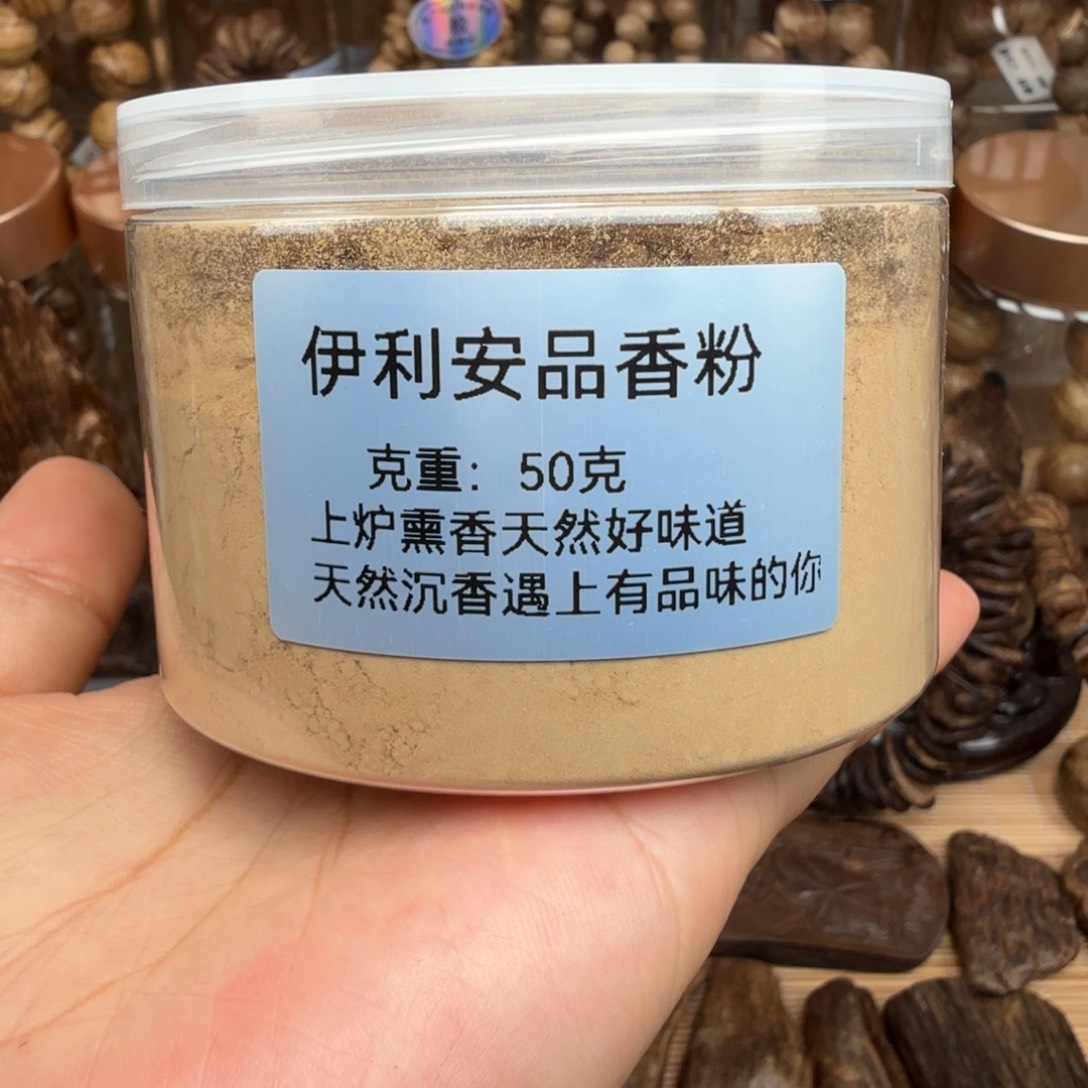 伊利安品香粉
克重：50克
上炉熏香天然好味道
天然沉香遇上有品味的你